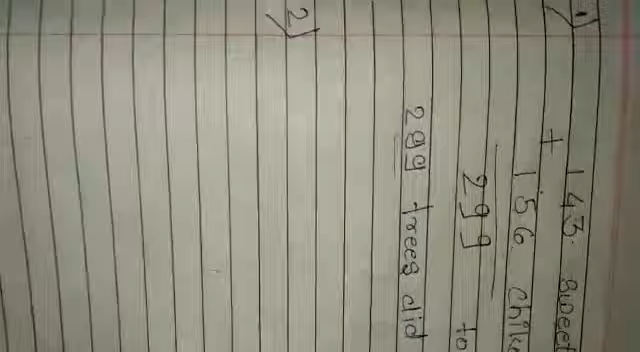 1) 143. sweet
+ 156. chik
299 to
299 trees did
2)